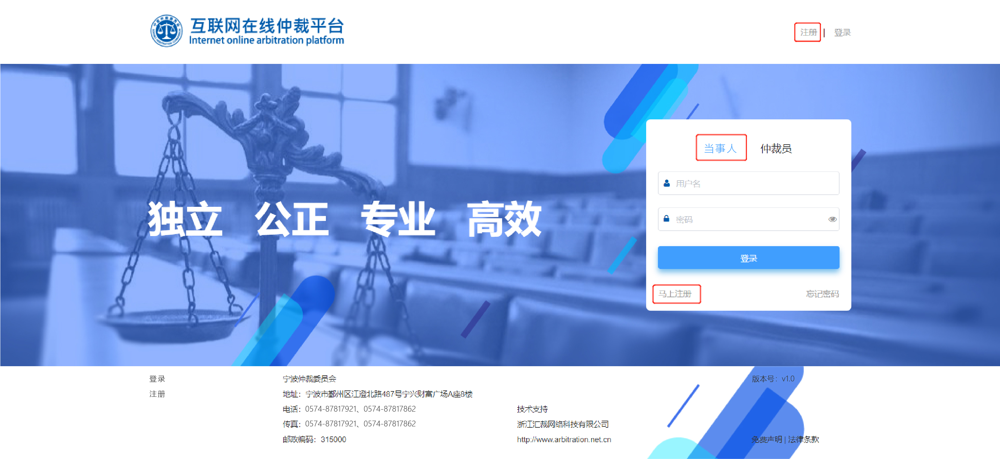 互联网在线仲裁平台
Internet online arbitration platform
注册 | 登录
独立 公正 专业 高效
当事人 仲裁员
用户名
密码
登录
马上注册 忘记密码
登录
注册
宁波仲裁委员会
地址：宁波市鄞州区江澄北路487号宁兴财富广场A座8楼
电话：0574-87817921、0574-87817862
传真：0574-87817921、0574-87817862
邮政编码：315000
技术支持
浙江汇裁网络科技有限公司
http://www.arbitration.net.cn
版本号：v1.0
免费声明 | 法律条款